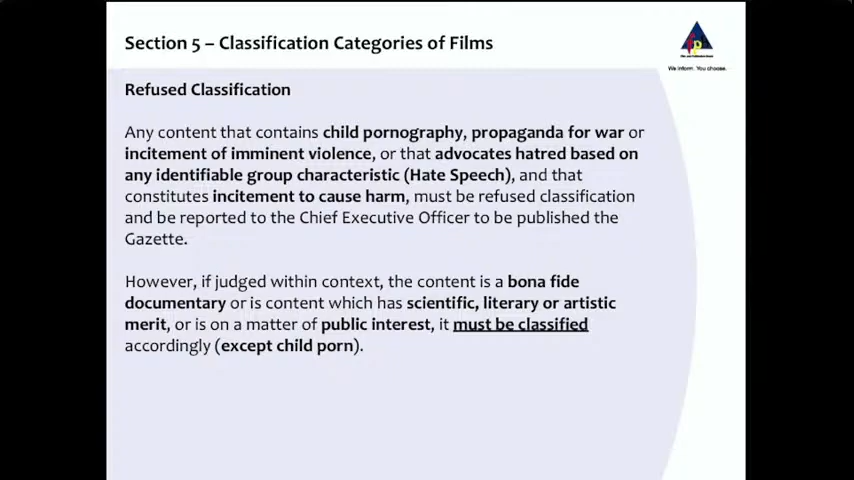 Section 5 – Classification Categories of Films
We inform. You choose.
Refused Classification
Any content that contains child pornography, propaganda for war or
incitement of imminent violence, or that advocates hatred based on
any identifiable group characteristic (Hate Speech), and that
constitutes incitement to cause harm, must be refused classification
and be reported to the Chief Executive Officer to be published the
Gazette.
However, if judged within context, the content is a bona fide
documentary or is content which has scientific, literary or artistic
merit, or is on a matter of public interest, it must be classified
accordingly (except child porn).